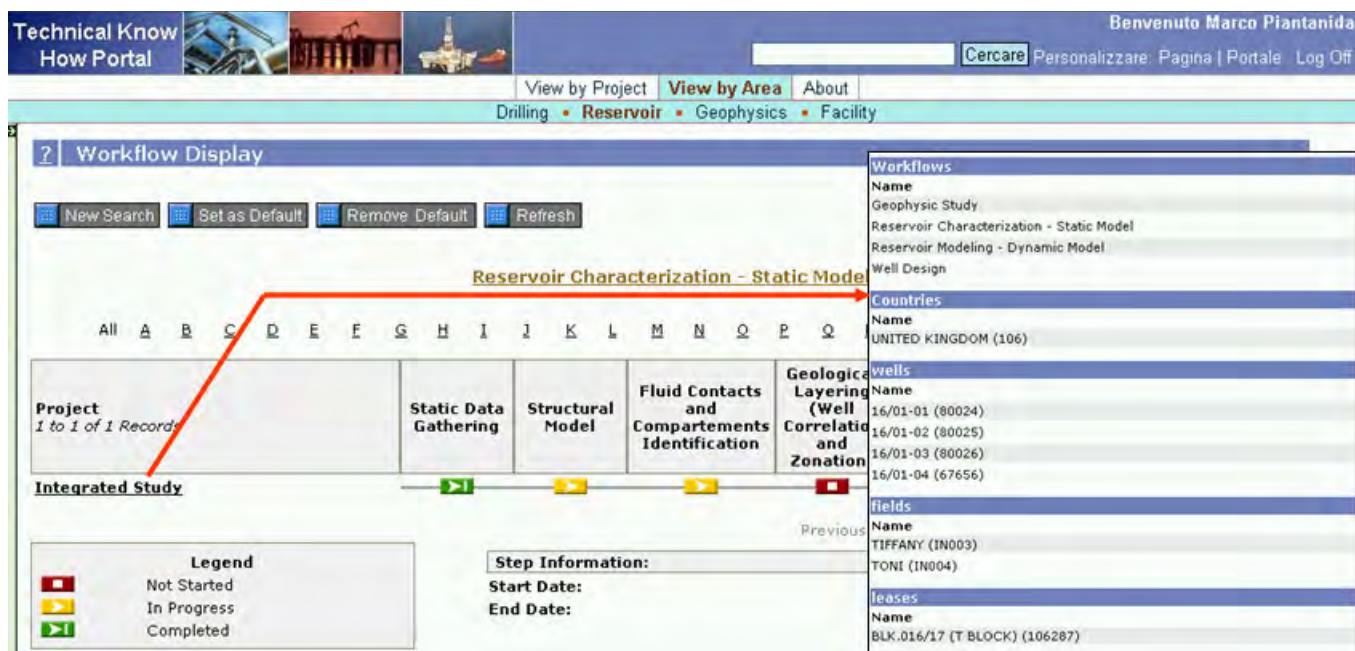 Technical Know
How Portal
Benvenuto Marco Piantanida
Cercare Personalizzare: Pagina | Portale Log Off
View by Project View by Area About
Drilling ▪ Reservoir ▪ Geophysics ▪ Facility
? Workflow Display
New Search Set as Default Remove Default Refresh
Reservoir Characterization - Static Model
All A B C D E F G H I J K L M N O P Q
Project
1 to 1 of 1 Records
Static Data
Gathering
Structural
Model
Fluid Contacts
and
Compartements
Identification
Geologica
Layering
(Well
Correlatio
and
Zonation
Integrated Study
Previous
Legend
Not Started
In Progress
Completed
Step Information:
Start Date:
End Date:
Workflows
Name
Geophysic Study
Reservoir Characterization - Static Model
Reservoir Modeling - Dynamic Model
Well Design
Countries
Name
UNITED KINGDOM (106)
wells
Name
16/01-01 (80024)
16/01-02 (80025)
16/01-03 (80026)
16/01-04 (67656)
fields
Name
TIFFANY (IN003)
TONI (IN004)
leases
Name
BLK.016/17 (T BLOCK) (106287)